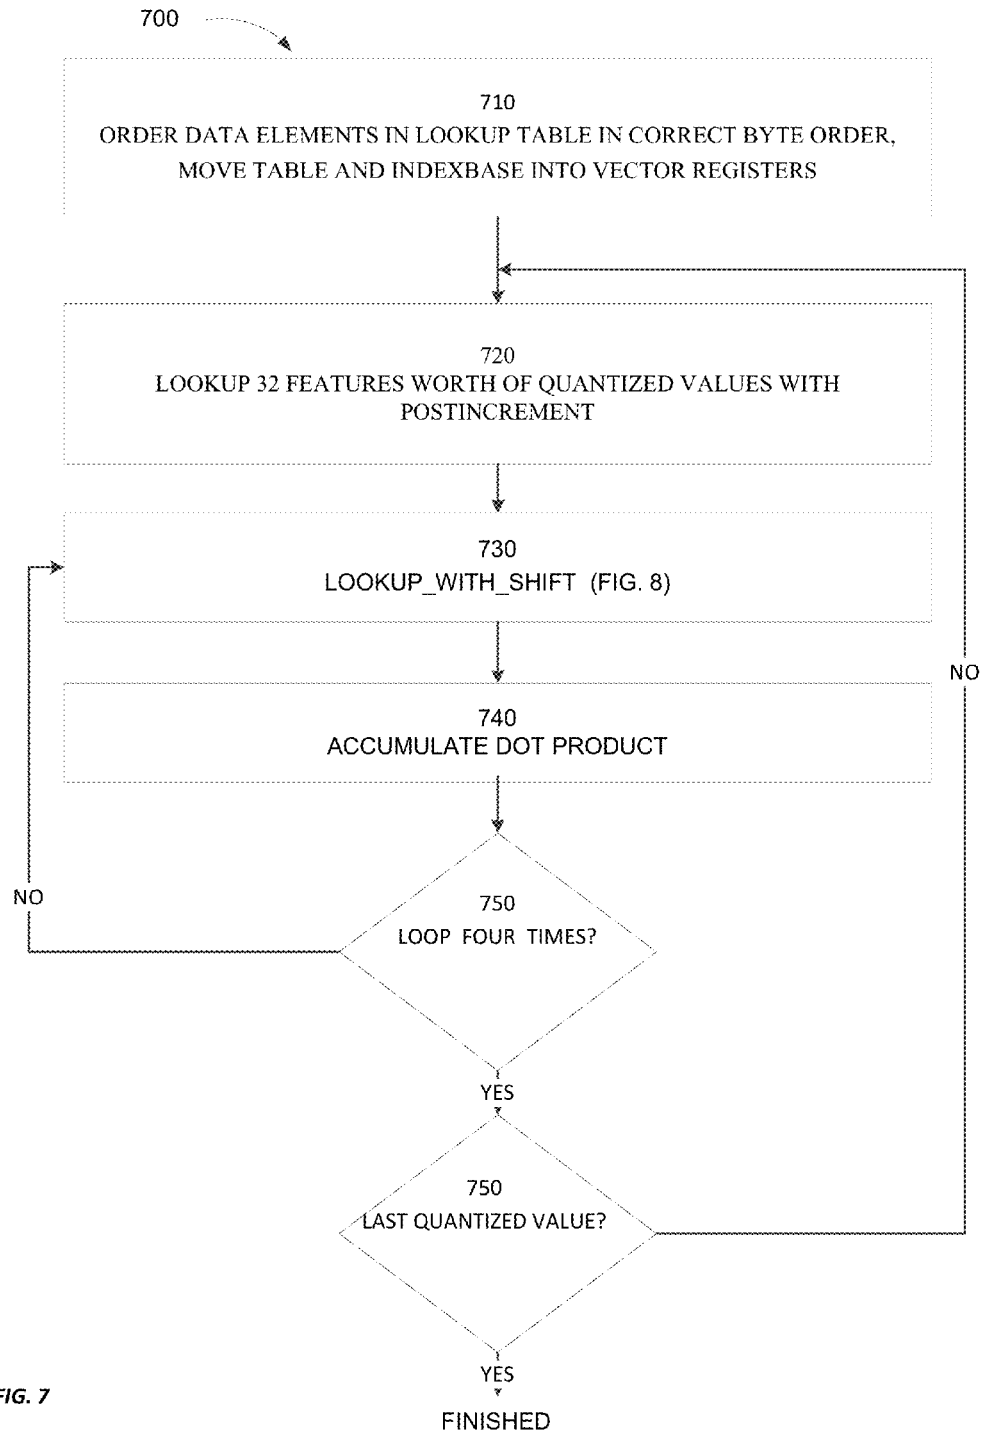 700
710
ORDER DATA ELEMENTS IN LOOKUP TABLE IN CORRECT BYTE ORDER,
MOVE TABLE AND INDEXBASE INTO VECTOR REGISTERS
720
LOOKUP 32 FEATURES WORTH OF QUANTIZED VALUES WITH
POSTINCREMENT
730
LOOKUP_WITH_SHIFT (FIG. 8)
NO
740
ACCUMULATE DOT PRODUCT
NO
750
LOOP FOUR TIMES?
YES
750
LAST QUANTIZED VALUE?
YES
FIG. 7
FINISHED